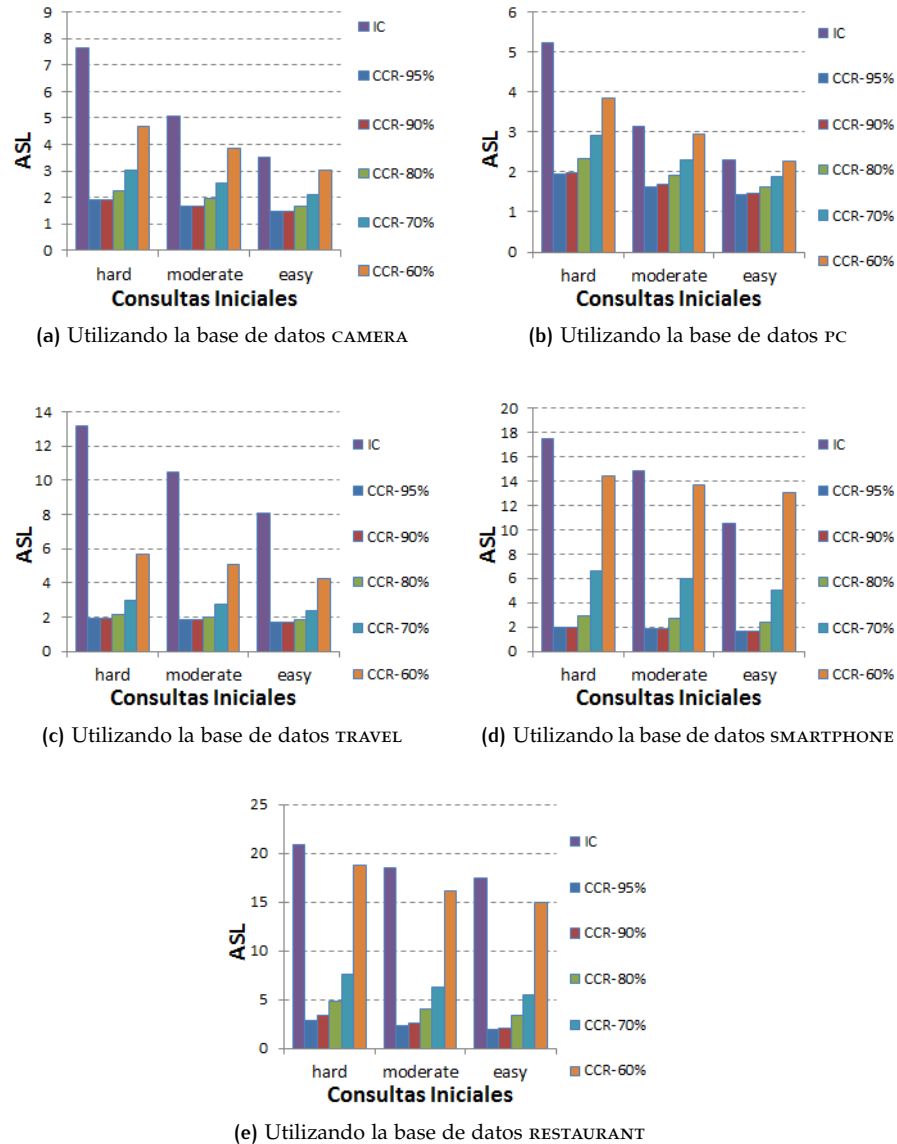 9
8
7
6
5
4
3
2
1
0
ASL
hard moderate easy
Consultas Iniciales
IC
CCR-95%
CCR-90%
CCR-80%
CCR-70%
CCR-60%
(a) Utilizando la base de datos CAMERA
6
5
4
3
2
1
0
ASL
hard moderate easy
Consultas Iniciales
IC
CCR-95%
CCR-90%
CCR-80%
CCR-70%
CCR-60%
(b) Utilizando la base de datos PC
14
12
10
8
6
4
2
0
ASL
hard moderate easy
Consultas Iniciales
IC
CCR-95%
CCR-90%
CCR-80%
CCR-70%
CCR-60%
(c) Utilizando la base de datos TRAVEL
20
18
16
14
12
10
8
6
4
2
0
ASL
hard moderate easy
Consultas Iniciales
IC
CCR-95%
CCR-90%
CCR-80%
CCR-70%
CCR-60%
(d) Utilizando la base de datos SMARTPHONE
25
20
15
10
5
0
ASL
hard moderate easy
Consultas Iniciales
IC
CCR-95%
CCR-90%
CCR-80%
CCR-70%
CCR-60%
(e) Utilizando la base de datos RESTAURANT